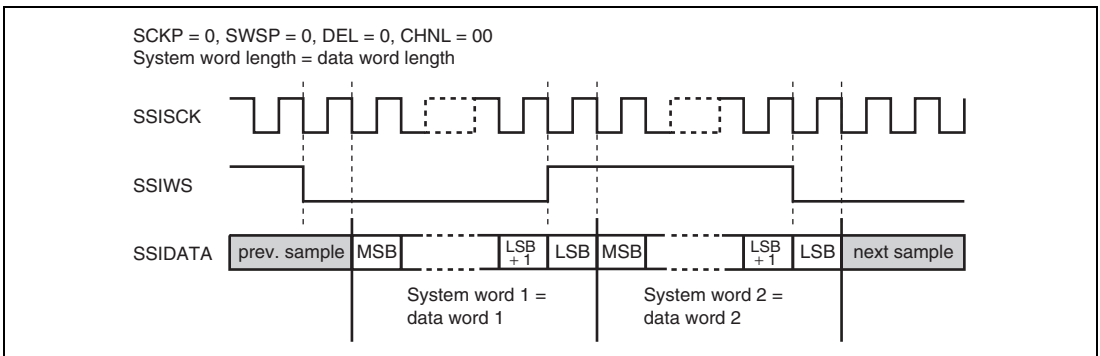 SCKP = 0, SWSP = 0, DEL = 0, CHNL = 00
System word length = data word length
SSISCK
SSIWS
SSIDATA
prev. sample
MSB
LSB
+ 1
LSB
MSB
LSB
+ 1
LSB
next sample
System word 1 =
data word 1
System word 2 =
data word 2